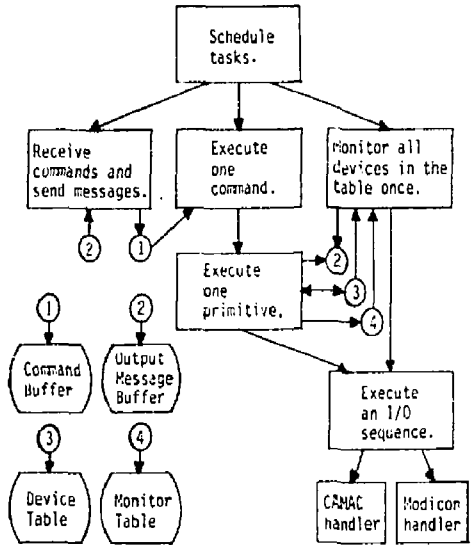 Schedule
tasks.
Receive
commands and
send messages.
Execute
one
command.
Monitor all
devices in the
table once.
2
1
Execute
one
primitive.
2
3
4
1
Command
Buffer
2
Output
Message
Buffer
Execute
an I/O
sequence.
3
Device
Table
4
Monitor
Table
CAMAC
handler
Modicon
handler